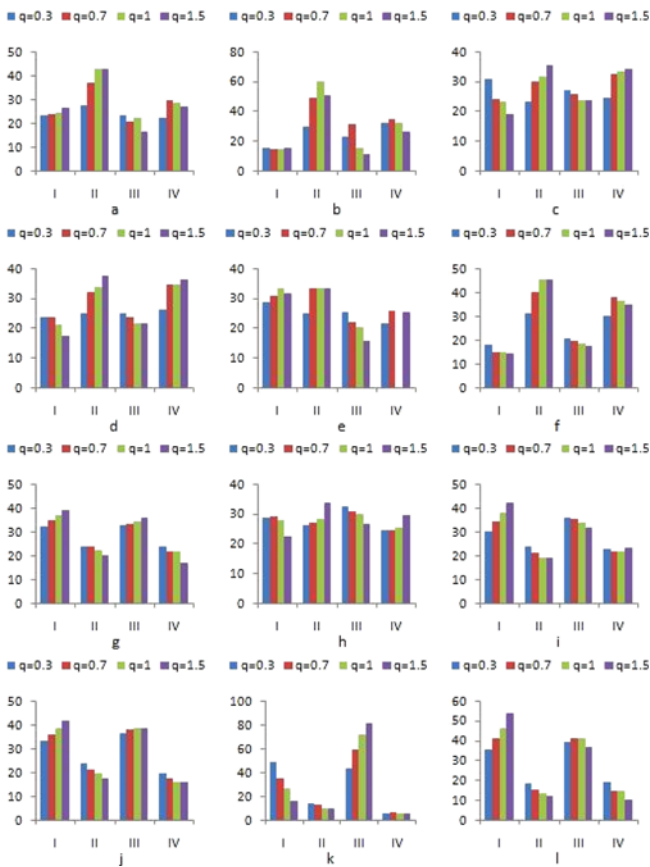 q=0.3 q=0.7 q=1 q=1.5 q=0.3 q=0.7 q=1 q=1.5 q=0.3 q=0.7 q=1 q=1.5
50 80 40
40 60 30
30 40 20
20 20 10
10 0 0
0
I II III IV I II III IV I II III IV
a b c
q=0.3 q=0.7 q=1 q=1.5 q=0.3 q=0.7 q=1 q=1.5 q=0.3 q=0.7 q=1 q=1.5
40 40 50
30 30 40
20 20 30
10 10 20
0 0 10
0
I II III IV I II III IV I II III IV
d e f
q=0.3 q=0.7 q=1 q=1.5 q=0.3 q=0.7 q=1 q=1.5 q=0.3 q=0.7 q=1 q=1.5
50 40 50
40 30 40
30 20 30
20 10 20
10 0 10
0 0
I II III IV I II III IV I II III IV
g h i
q=0.3 q=0.7 q=1 q=1.5 q=0.3 q=0.7 q=1 q=1.5 q=0.3 q=0.7 q=1 q=1.5
50 100 60
40 80 50
30 60 40
20 40 30
10 20 20
0 0 10
0
I II III IV I II III IV I II III IV
j k l